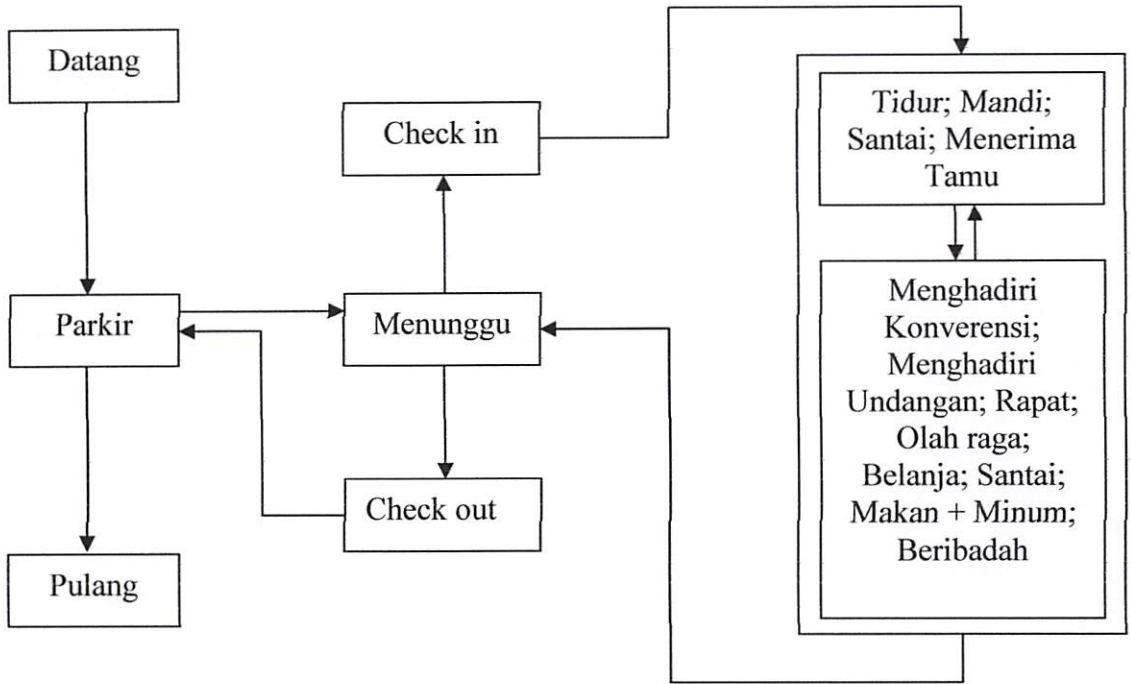 Datang
Check in
Tidur; Mandi;
Santai; Menerima
Tamu
Parkir
Menunggu
Menghadiri
Konverensi;
Menghadiri
Undangan; Rapat;
Olah raga;
Belanja; Santai;
Makan + Minum;
Beribadah
Check out
Pulang